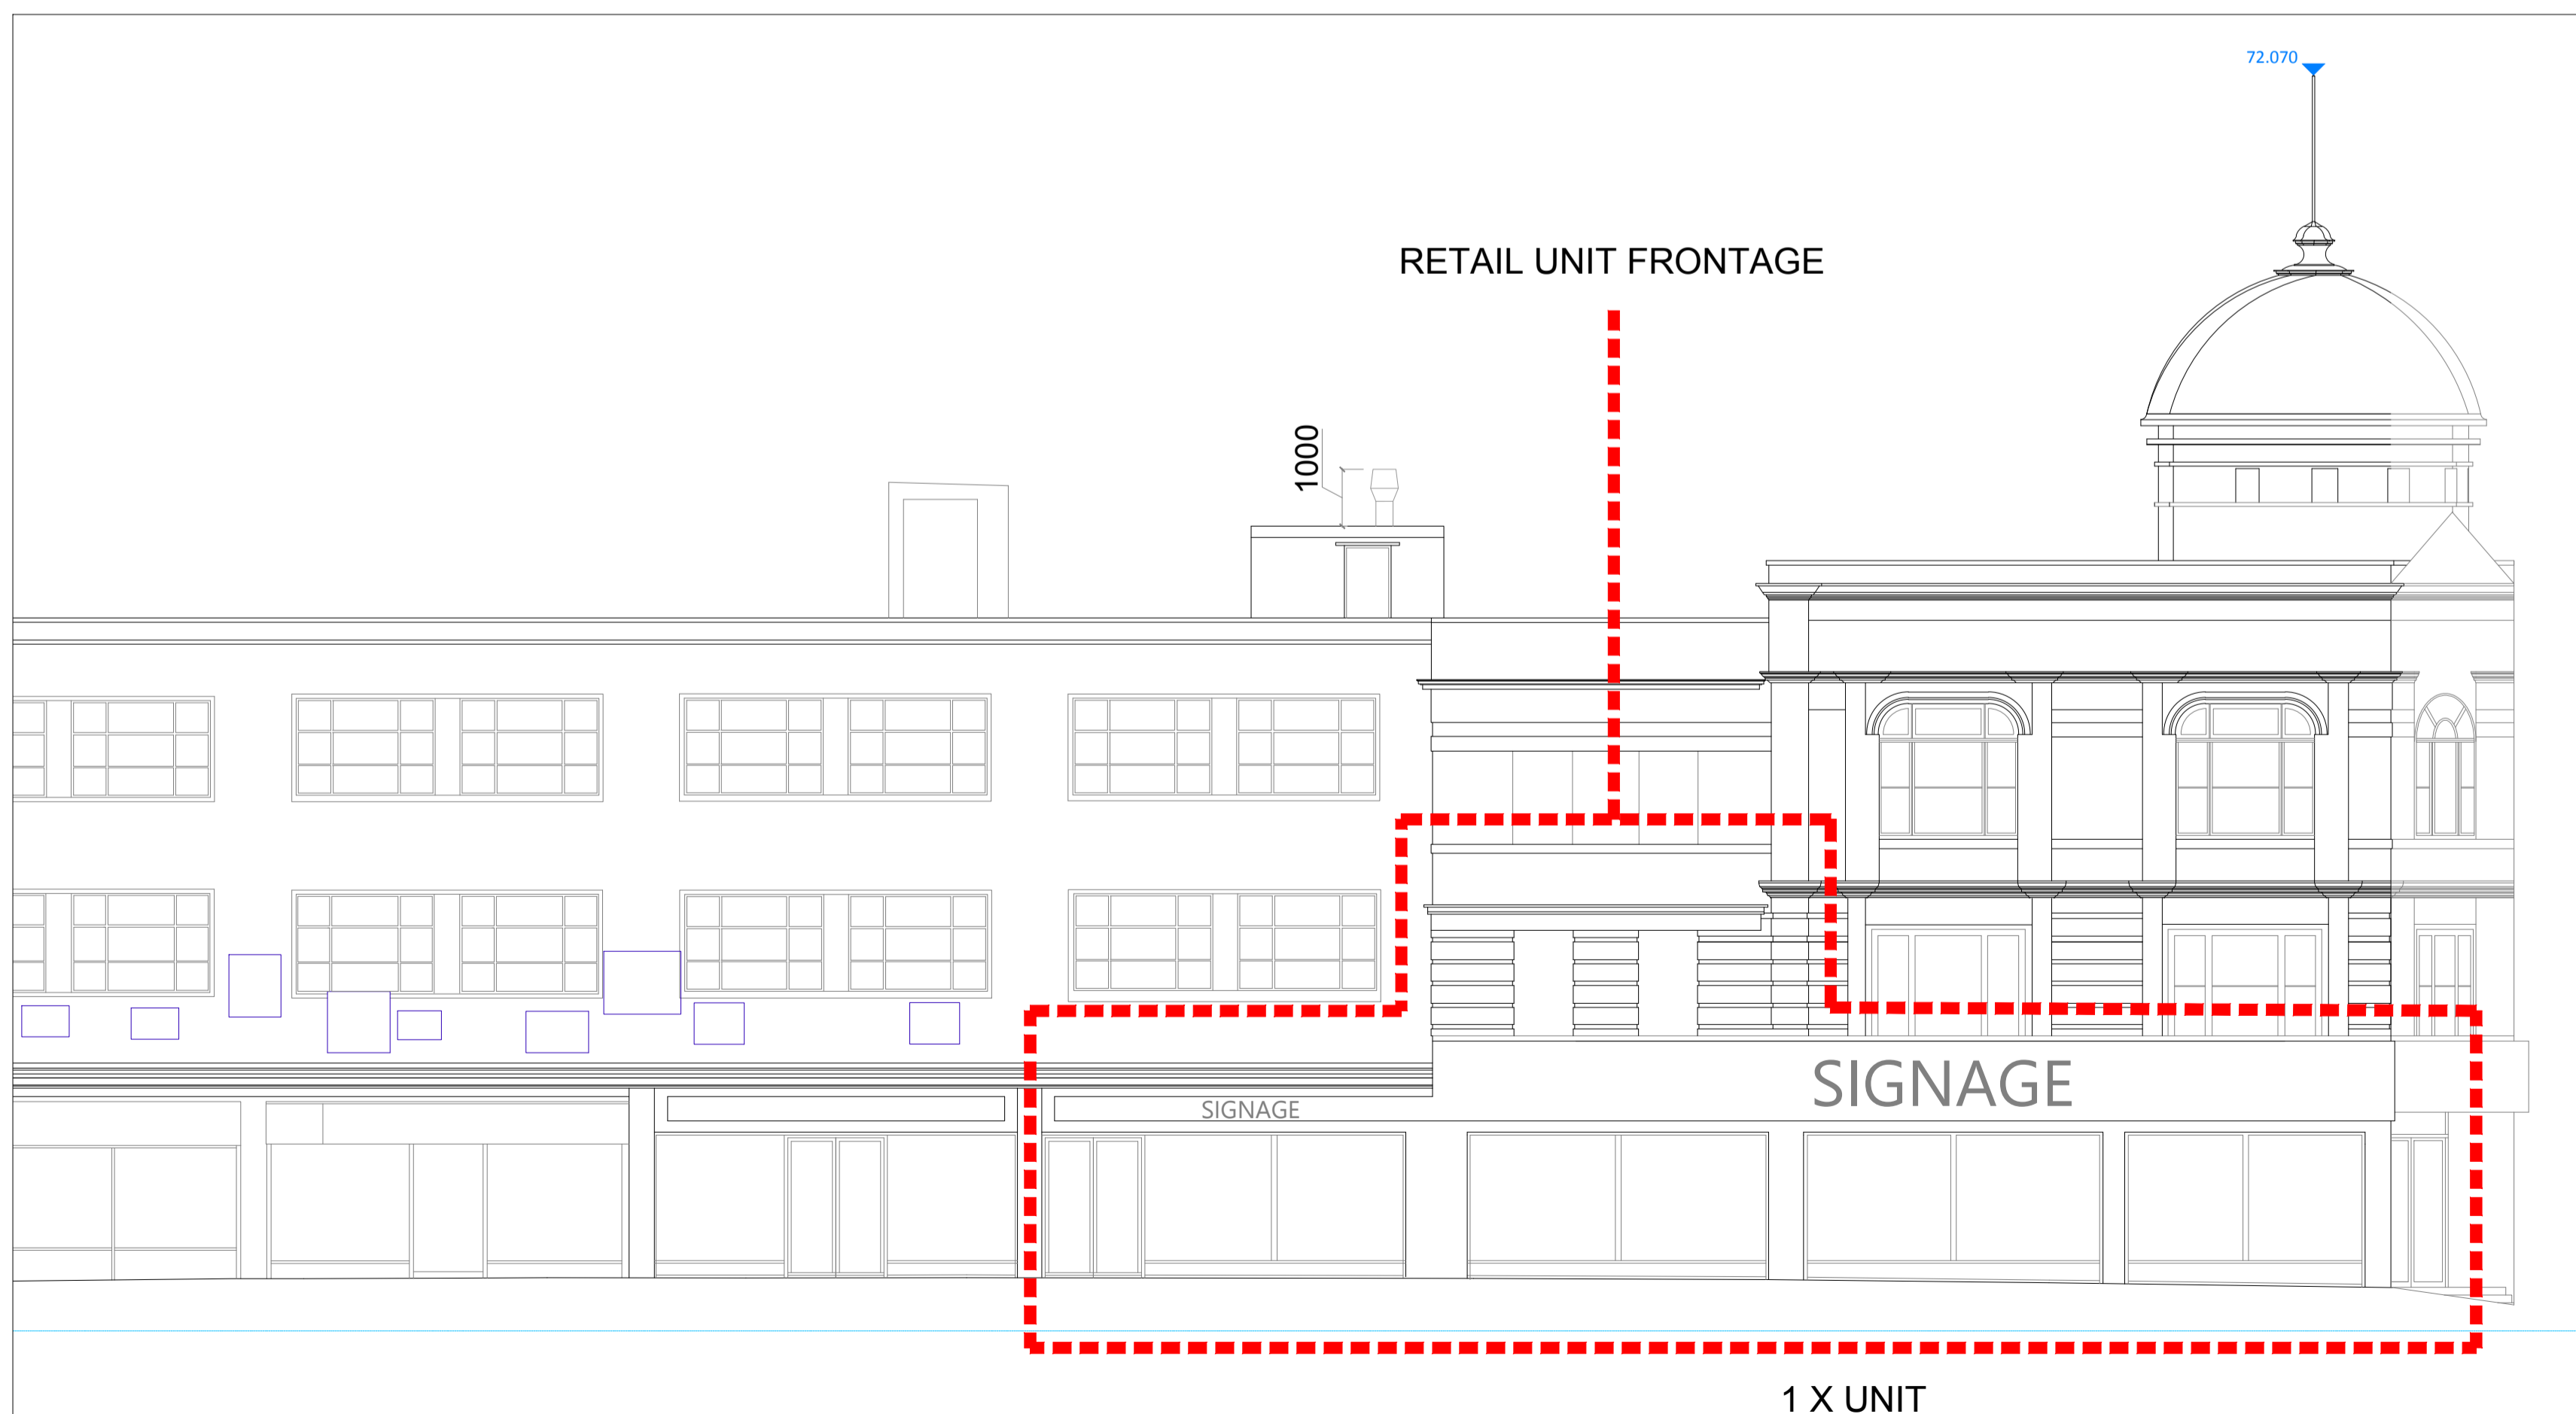 72.070
RETAIL UNIT FRONTAGE
1000
SIGNAGE
SIGNAGE
1 X UNIT